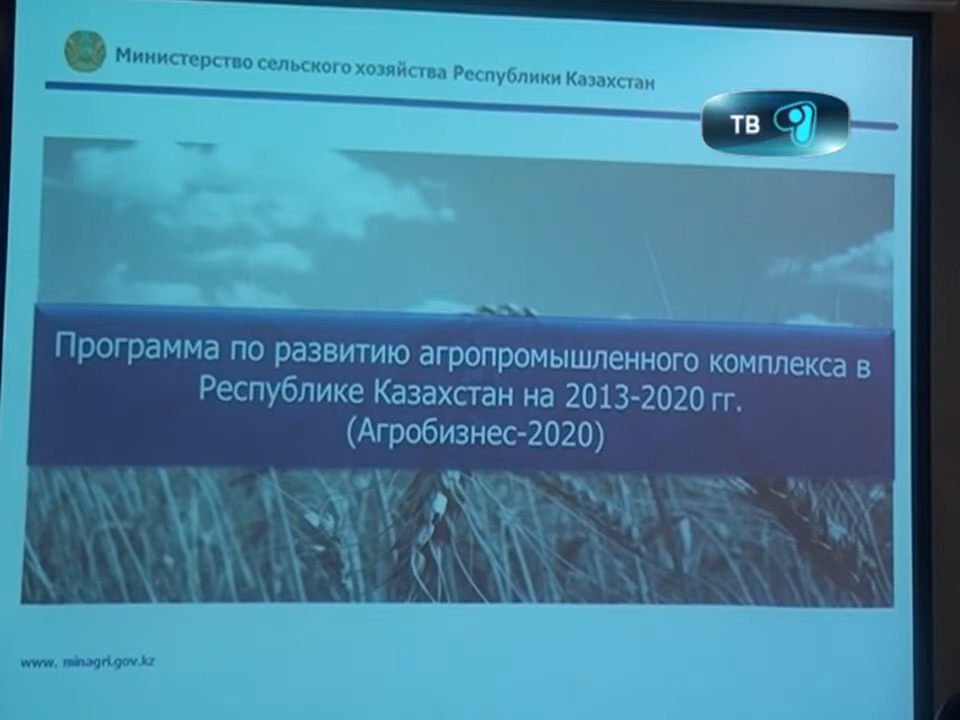 Министерство сельского хозяйства Республики Казахстан
ТВ
Программа по развитию агропромышленного комплекса в
Республике Казахстан на 2013-2020 гг.
(Агробизнес-2020)
www. minagri.gov.kz